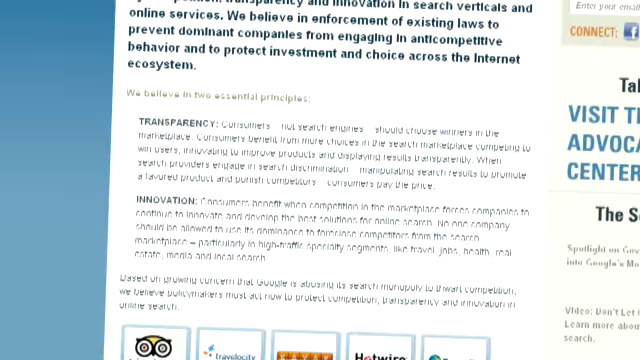 transparency and innovation in search verticals and
online services. We believe in enforcement of existing laws to
prevent dominant companies from engaging in anticompetitive
behavior and to protect investment and choice across the Internet
ecosystem.
We believe in two essential principles:
TRANSPARENCY: Consumers – not search engines – should choose winners in the
marketplace. Consumers benefit from more choices in the search marketplace competing to
win users, innovating to improve products and displaying results transparently. When
search providers engage in search discrimination – manipulating search results to promote
a favored product and punish competitors – consumers pay the price.
INNOVATION: Consumers benefit when competition in the marketplace forces companies to
continue to innovate and develop the best solutions for online search. No one company
should be allowed to use its dominance to foreclose competitors from the search
marketplace – particularly in high-traffic specialty segments, like travel, jobs, health, real
estate, media and local search.
Based on growing concern that Google is abusing its search monopoly to thwart competition,
we believe policymakers must act now to protect competition, transparency and innovation in
online search.
travelocity
Hotwire
Enter your email
CONNECT:
Tal
VISIT T
ADVOCA
CENTER
The S
Spotlight on Gov
into Google's Mo
Video: Don't Let
Learn more abou
search.